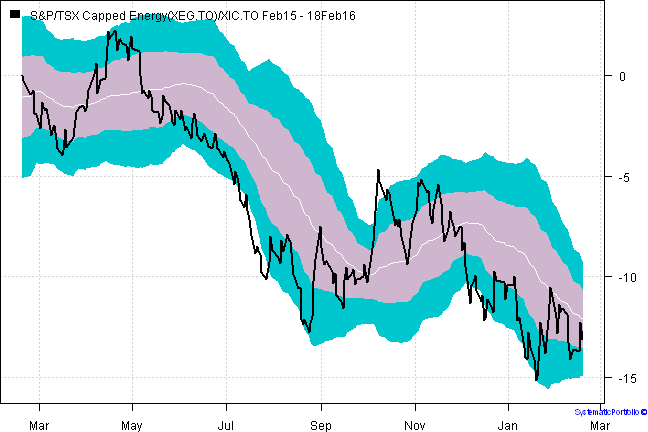 S&P/TSX Capped Energy(XEG.TO)/XIC.TO Feb15 - 18Feb16
0
-5
-10
-15
SystematicPortfolio ©
Mar May Jul Sep Nov Jan Mar